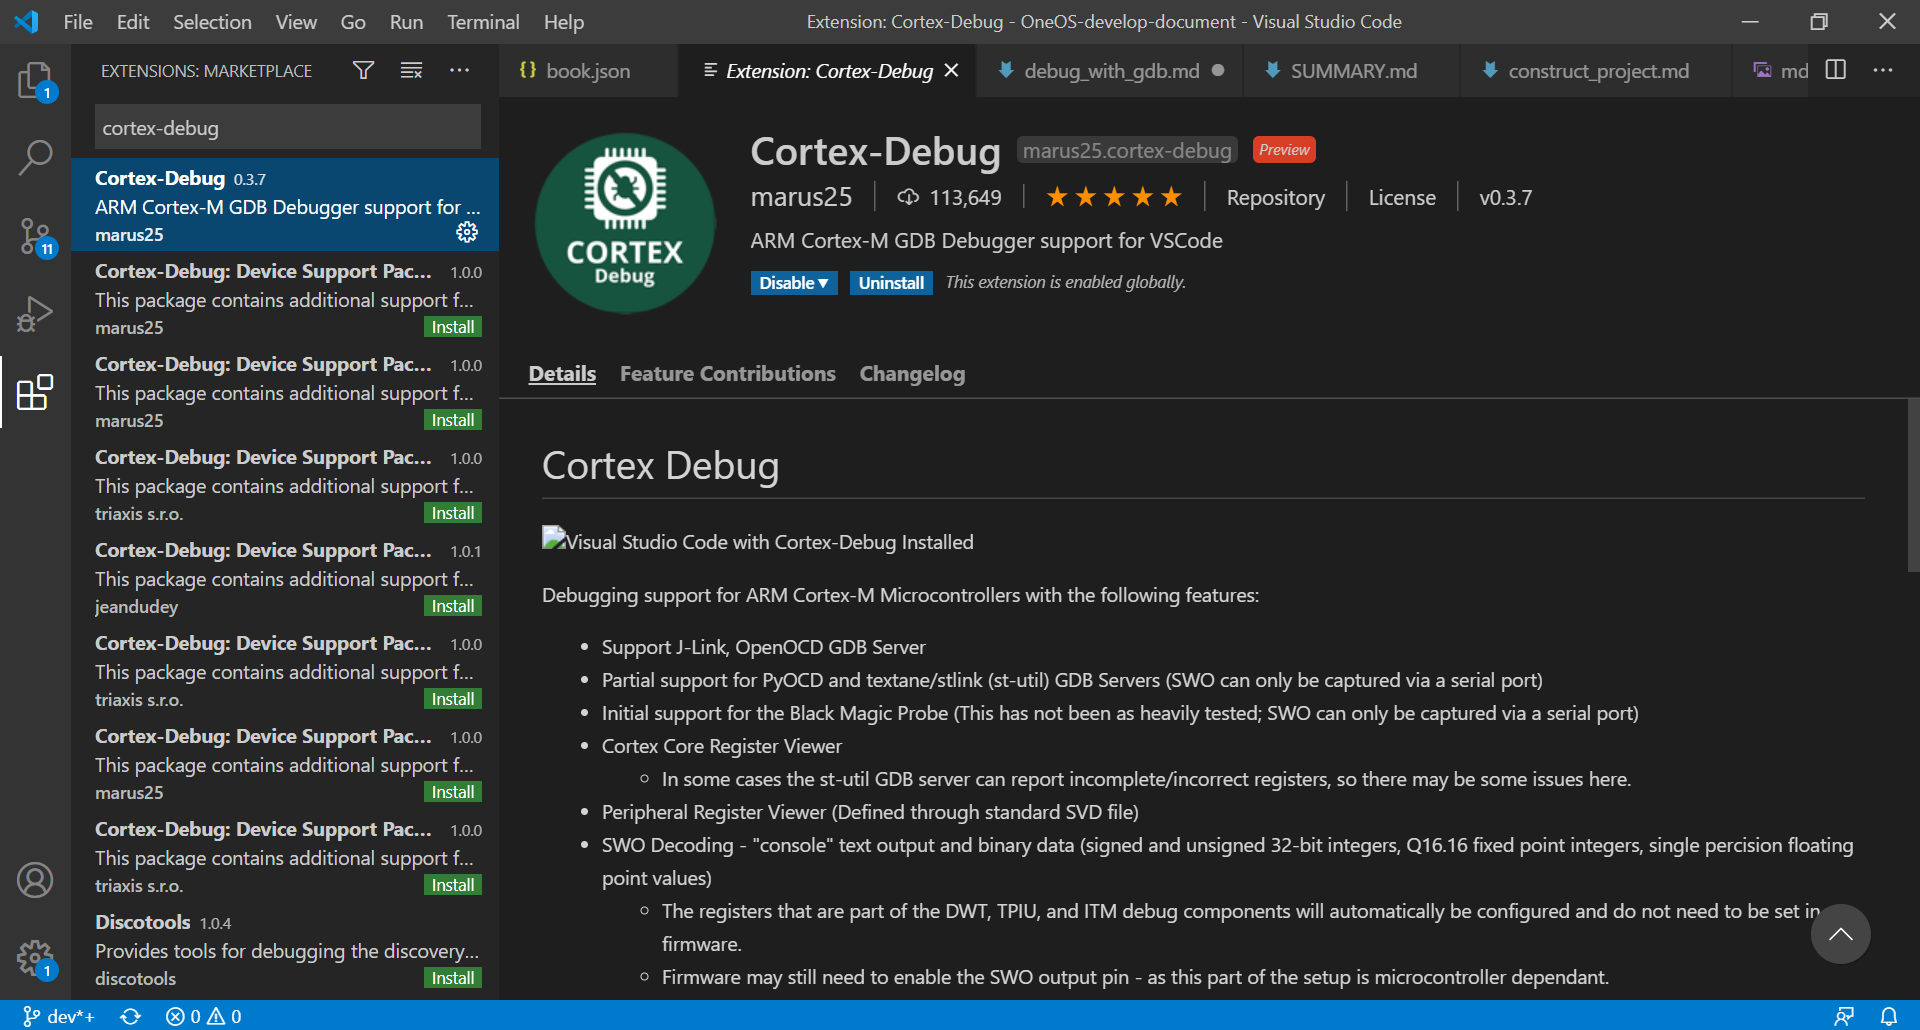 File Edit Selection View Go Run Terminal Help
Extension: Cortex-Debug - OneOS-develop-document - Visual Studio Code
EXTENSIONS: MARKETPLACE
cortex-debug
Cortex-Debug 0.3.7
ARM Cortex-M GDB Debugger support for ...
marus25
Cortex-Debug: Device Support Pac... 1.0.0
This package contains additional support f...
marus25 Install
Cortex-Debug: Device Support Pac... 1.0.0
This package contains additional support f...
marus25 Install
Cortex-Debug: Device Support Pac... 1.0.0
This package contains additional support f...
triaxis s.r.o. Install
Cortex-Debug: Device Support Pac... 1.0.1
This package contains additional support f...
jeandudey Install
Cortex-Debug: Device Support Pac... 1.0.0
This package contains additional support f...
triaxis s.r.o. Install
Cortex-Debug: Device Support Pac... 1.0.0
This package contains additional support f...
marus25 Install
Cortex-Debug: Device Support Pac... 1.0.0
This package contains additional support f...
triaxis s.r.o. Install
Discotools 1.0.4
Provides tools for debugging the discovery...
discotools Install
1
11
1
{} book.json
Extension: Cortex-Debug
debug_with_gdb.md
SUMMARY.md
construct_project.md
md
CORTEX
Debug
Cortex-Debug marus25.cortex-debug Preview
marus25 | 113,649 | ★★★★★ | Repository | License | v0.3.7
ARM Cortex-M GDB Debugger support for VSCode
Disable▼ Uninstall This extension is enabled globally.
Details Feature Contributions Changelog
Cortex Debug
Visual Studio Code with Cortex-Debug Installed
Debugging support for ARM Cortex-M Microcontrollers with the following features:
• Support J-Link, OpenOCD GDB Server
• Partial support for PyOCD and textane/stlink (st-util) GDB Servers (SWO can only be captured via a serial port)
• Initial support for the Black Magic Probe (This has not been as heavily tested; SWO can only be captured via a serial port)
• Cortex Core Register Viewer
◦ In some cases the st-util GDB server can report incomplete/incorrect registers, so there may be some issues here.
• Peripheral Register Viewer (Defined through standard SVD file)
• SWO Decoding - "console" text output and binary data (signed and unsigned 32-bit integers, Q16.16 fixed point integers, single percision floating
point values)
◦ The registers that are part of the DWT, TPIU, and ITM debug components will automatically be configured and do not need to be set in
firmware.
◦ Firmware may still need to enable the SWO output pin - as this part of the setup is microcontroller dependant.
dev*+ 0 0